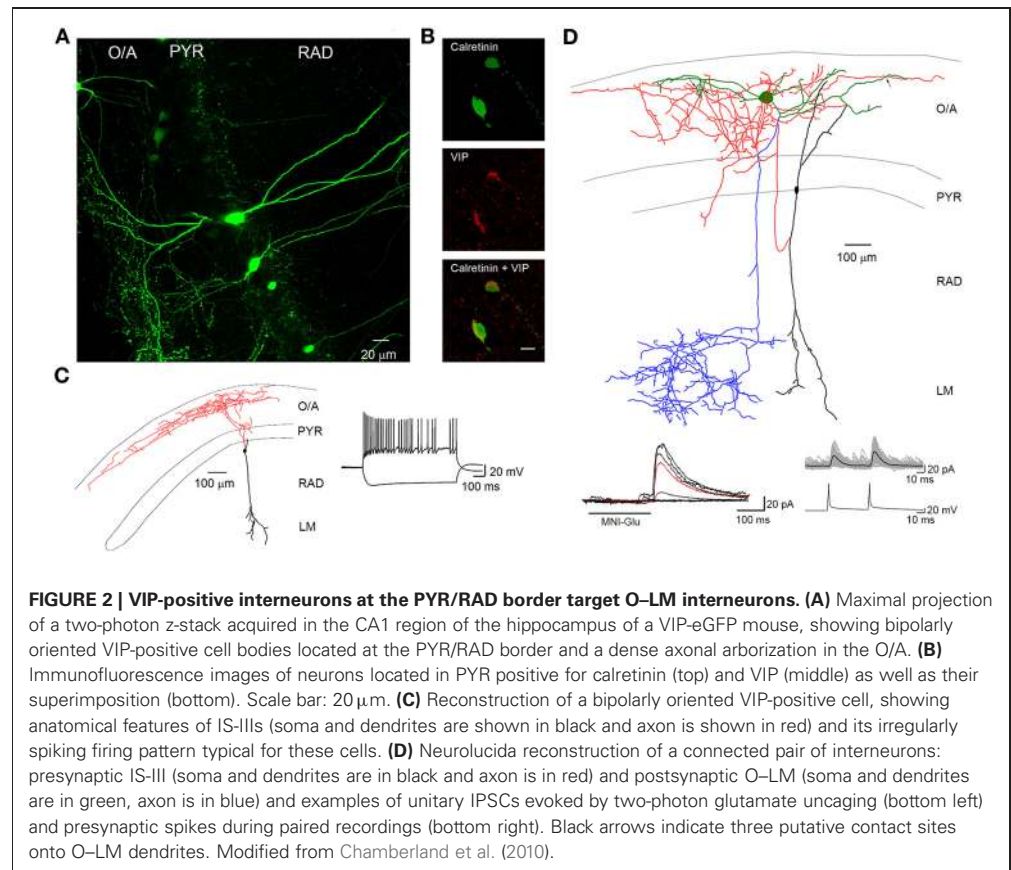 A
O/A
PYR
RAD
20 µm
B
Calretinin
VIP
Calretinin + VIP
C
O/A
PYR
RAD
LM
100 µm
20 mV
100 ms
D
O/A
PYR
100 µm
RAD
LM
MNI-Glu
20 pA
100 ms
20 pA
10 ms
20 mV
10 ms
FIGURE 2 | VIP-positive interneurons at the PYR/RAD border target O–LM interneurons. (A) Maximal projection
of a two-photon z-stack acquired in the CA1 region of the hippocampus of a VIP-eGFP mouse, showing bipolarly
oriented VIP-positive cell bodies located at the PYR/RAD border and a dense axonal arborization in the O/A. (B)
Immunofluorescence images of neurons located in PYR positive for calretinin (top) and VIP (middle) as well as their
superimposition (bottom). Scale bar: 20 µm. (C) Reconstruction of a bipolarly oriented VIP-positive cell, showing
anatomical features of IS-IIIs (soma and dendrites are shown in black and axon is shown in red) and its irregularly
spiking firing pattern typical for these cells. (D) Neurolucida reconstruction of a connected pair of interneurons:
presynaptic IS-III (soma and dendrites are in black and axon is in red) and postsynaptic O–LM (soma and dendrites
are in green, axon is in blue) and examples of unitary IPSCs evoked by two-photon glutamate uncaging (bottom left)
and presynaptic spikes during paired recordings (bottom right). Black arrows indicate three putative contact sites
onto O–LM dendrites. Modified from Chamberland et al. (2010).